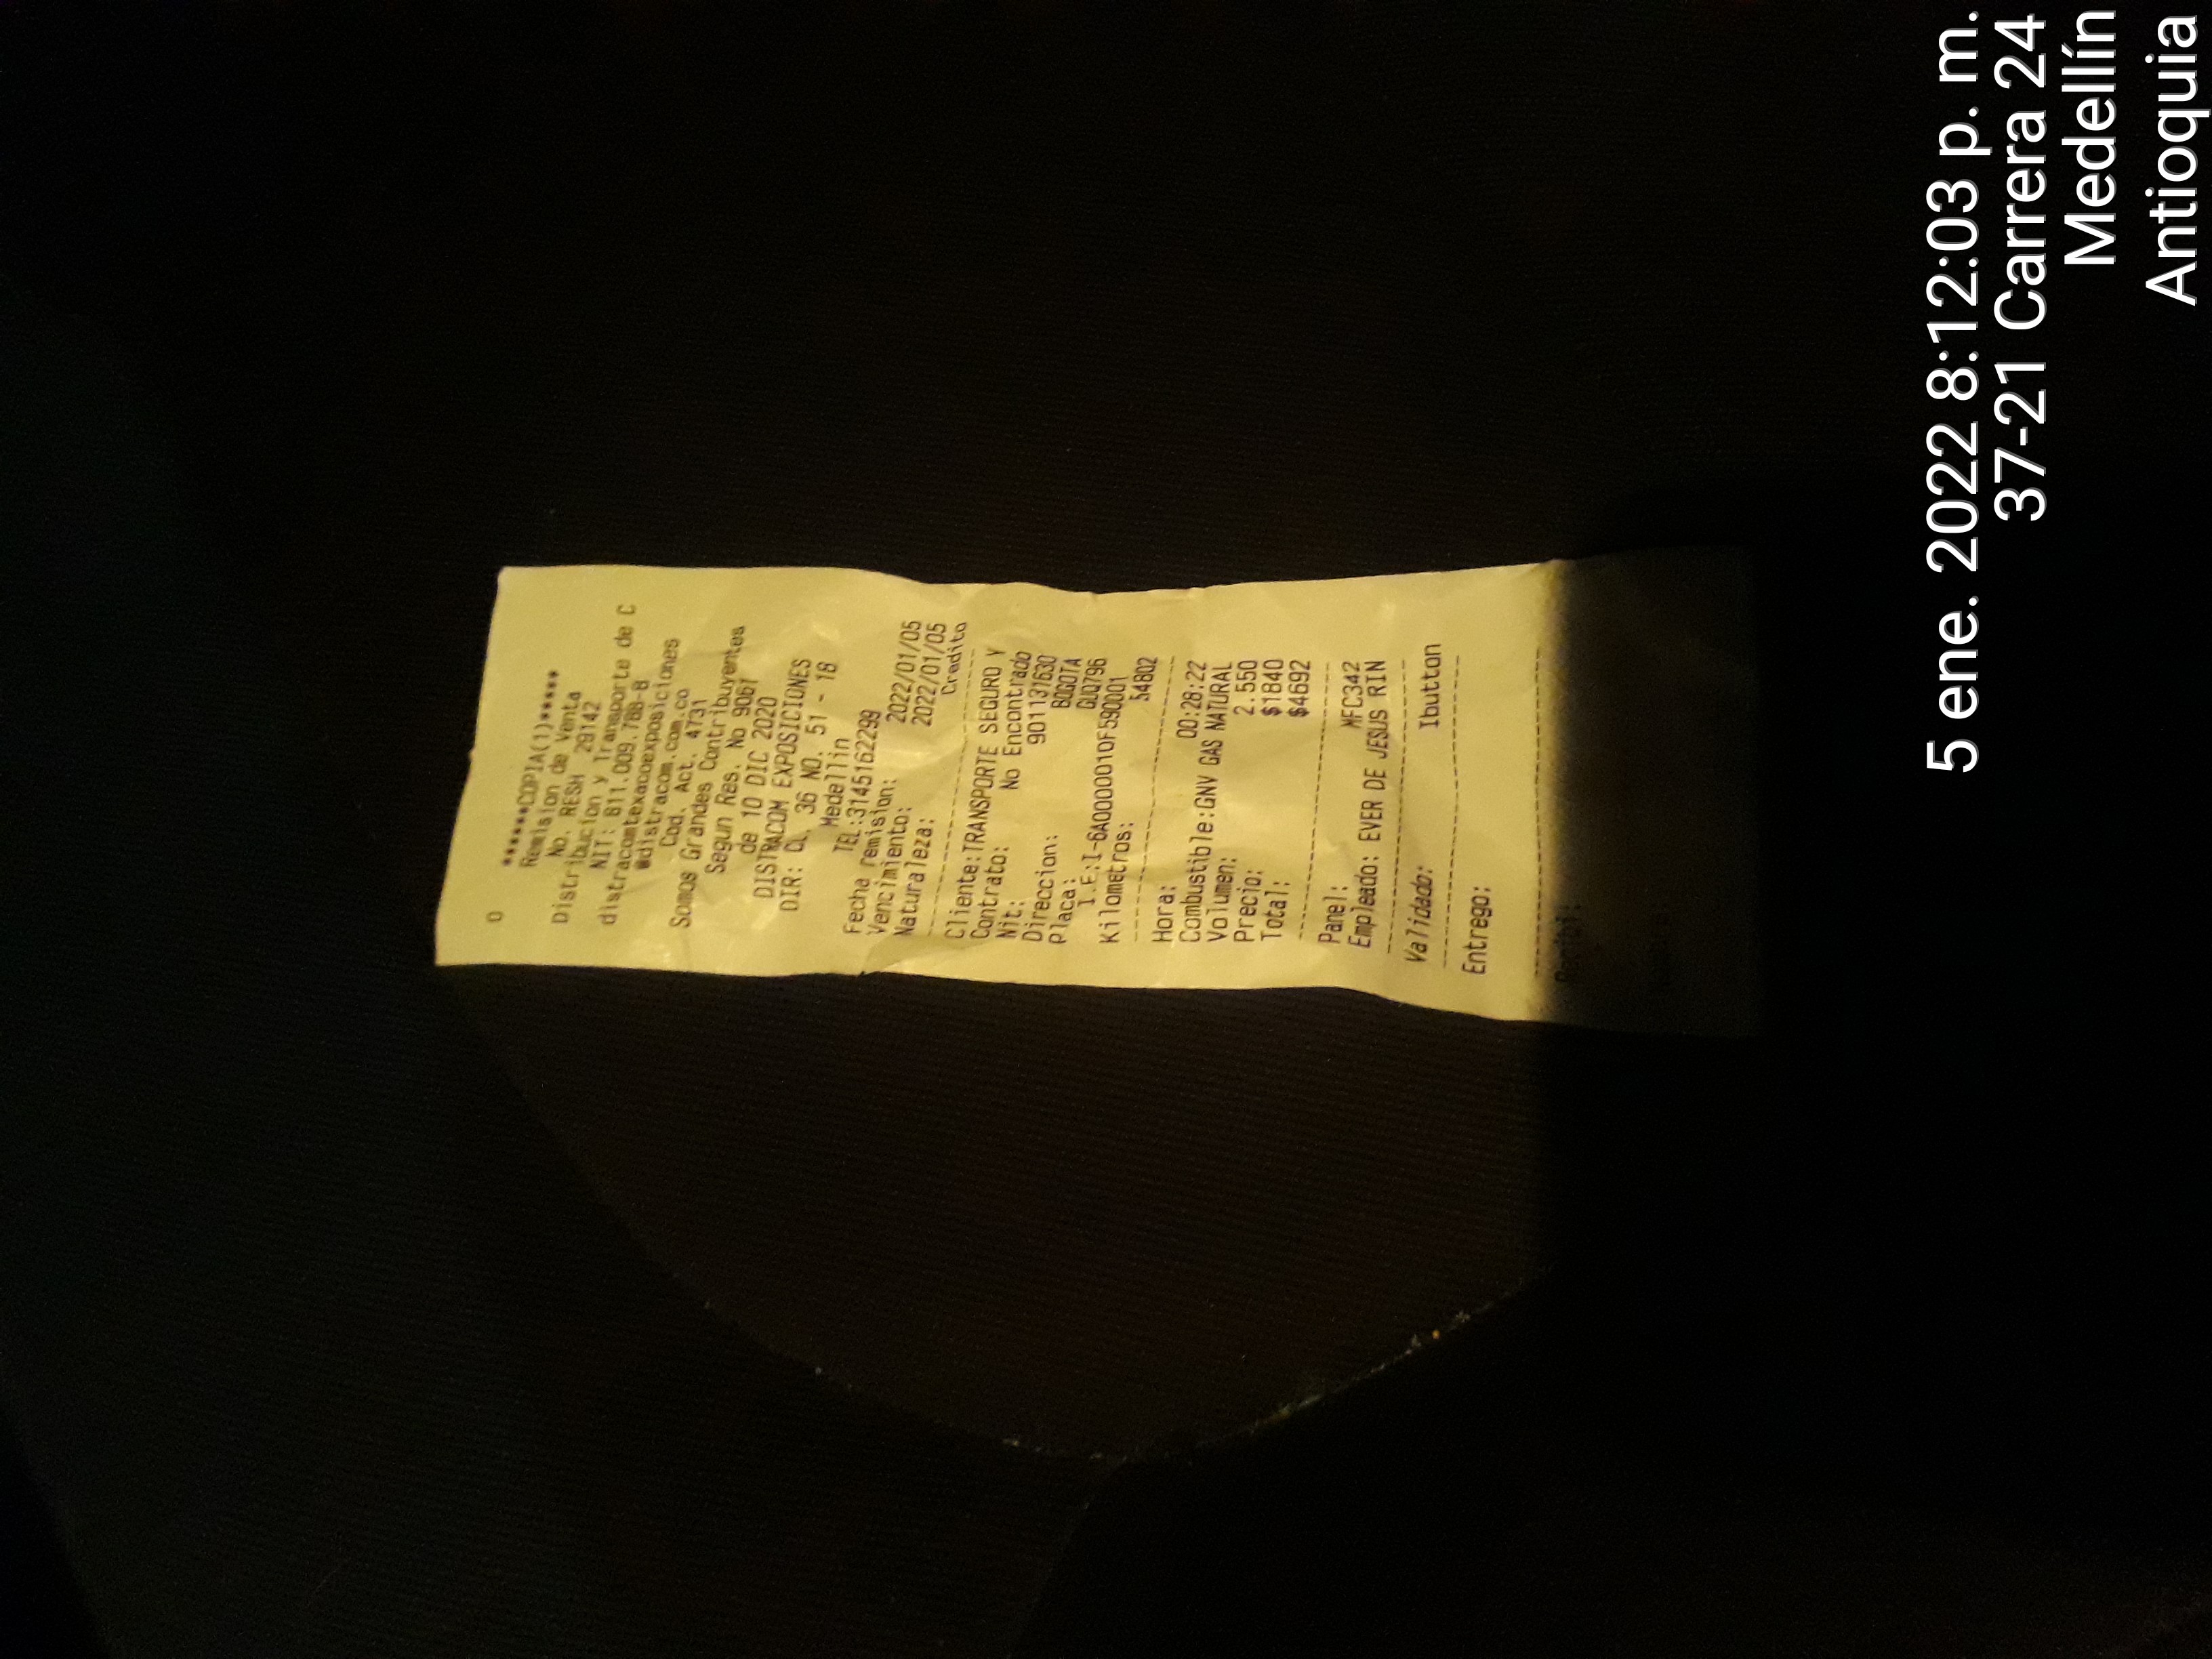 0
******COPIA(1)*****
Remision de Venta
No. RESH 29142
Distribucion y Transporte de C
NIT: 811.009.788-8
distracomtexacoexposiciones
@distracom.com.co
Cod. Act. 4731
Somos Grandes Contribuyentes
Segun Res. No 9061
de 10 DIC 2020
DISTRACOM EXPOSICIONES
DIR: CL. 36 NO. 51 - 18
Medellin
TEL:3145162299
Fecha remision: 2022/01/05
Vencimiento: 2022/01/05
Naturaleza: Credito
Cliente:TRANSPORTE SEGURO Y
Contrato: No Encontrado
Nit: 901131630
Direccion: BOGOTA
Placa:
I.E:I-6A0000010F590001
Kilometros: 54802
Hora: 00:28:22
Combustible:GNV GAS NATURAL
Volumen: 2.550
Precio: $1840
Total: $4692
Panel: MFC342
Empleado: EVER DE JESUS RIN
Validado: Ibutton
Entrego:
5 ene. 2022 8:12:03 p. m.
37-21 Carrera 24
Medellín
Antioquia